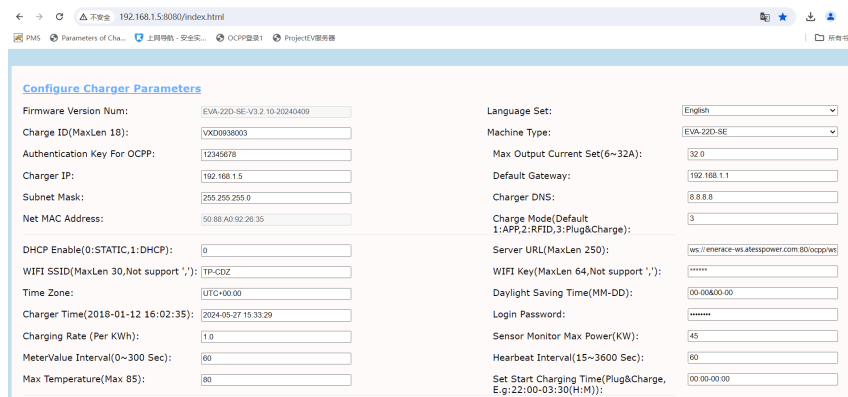 不安全 192.168.1.5:8080/index.html
PMS Parameters of Cha... 上网导航 - 安全实... OCPP登录1 ProjectEV服务器 所有书
Configure Charger Parameters
Firmware Version Num: EVA-22D-SE-V3.2.10-20240409 Language Set: English
Charge ID(MaxLen 18): VXD0938003 Machine Type: EVA-22D-SE
Authentication Key For OCPP: 12345678 Max Output Current Set(6~32A): 32.0
Charger IP: 192.168.1.5 Default Gateway: 192.168.1.1
Subnet Mask: 255.255.255.0 Charger DNS: 8.8.8.8
Net MAC Address: 50:88:A0:92:26:35 Charge Mode(Default 3
1:APP,2:RFID,3:Plug&Charge):
DHCP Enable(0:STATIC,1:DHCP): 0 Server URL(MaxLen 250): ws://enerace-ws.atesspower.com:80/ocpp/ws
WIFI SSID(MaxLen 30,Not support ','): TP-CDZ WIFI Key(MaxLen 64,Not support ','): ******
Time Zone: UTC+00:00 Daylight Saving Time(MM-DD): 00-00&00-00
Charger Time(2018-01-12 16:02:35): 2024-05-27 15:33:29 Login Password: ••••••••
Charging Rate (Per KWh): 1.0 Sensor Monitor Max Power(KW): 45
MeterValue Interval(0~300 Sec): 60 Hearbeat Interval(15~3600 Sec): 60
Max Temperature(Max 85): 80 Set Start Charging Time(Plug&Charge, 00:00-00:00
E.g:22:00-03:30(H:M)):